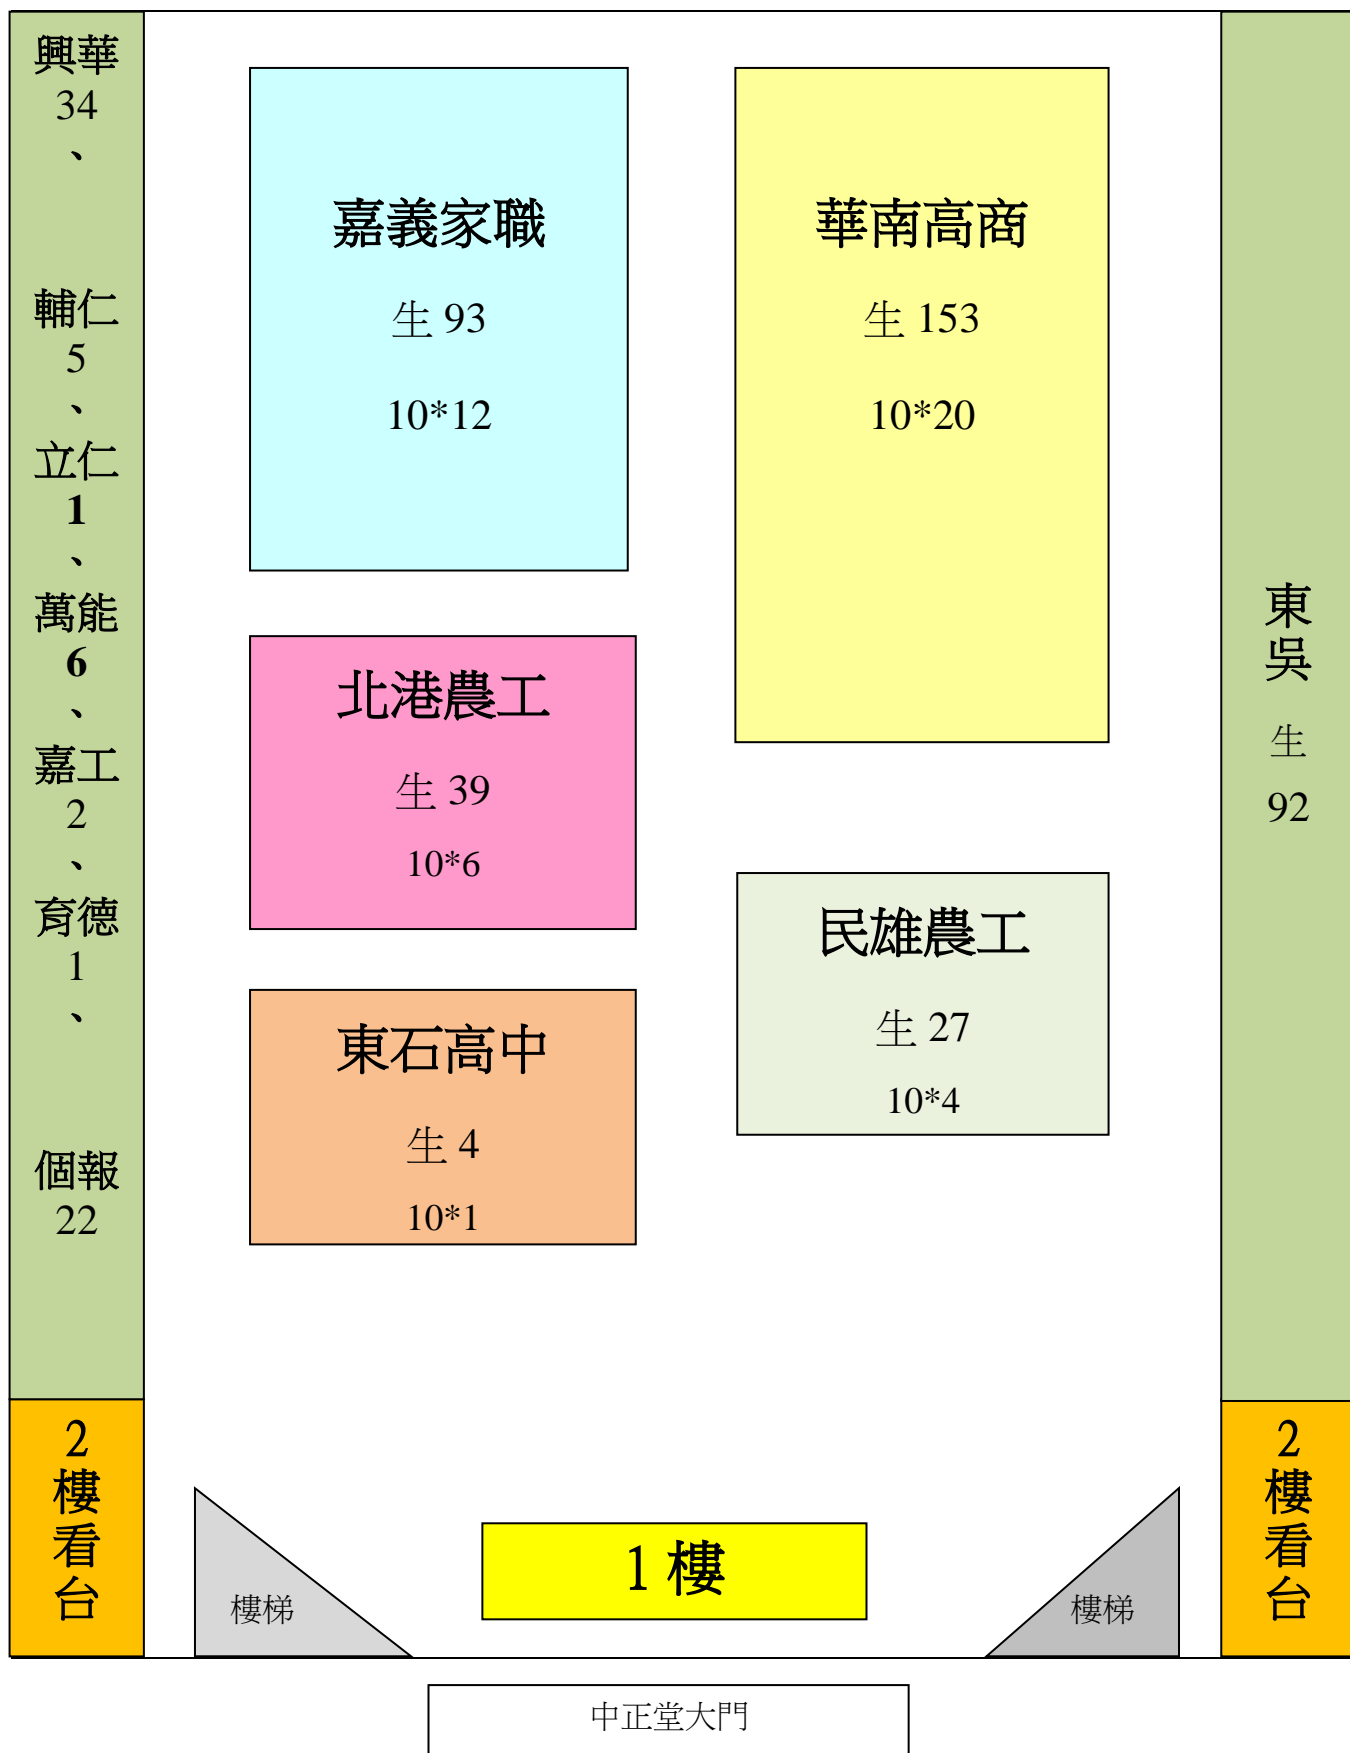 興華
34
、
輔仁
5
、
立仁
1
、
萬能
6
、
嘉工
2
、
育德
1
、
個報
22
2
樓
看
台
嘉義家職
生 93
10*12
北港農工
生 39
10*6
東石高中
生 4
10*1
華南高商
生 153
10*20
民雄農工
生 27
10*4
東
吳
生
92
2
樓
看
台
樓梯
1 樓
樓梯
中正堂大門